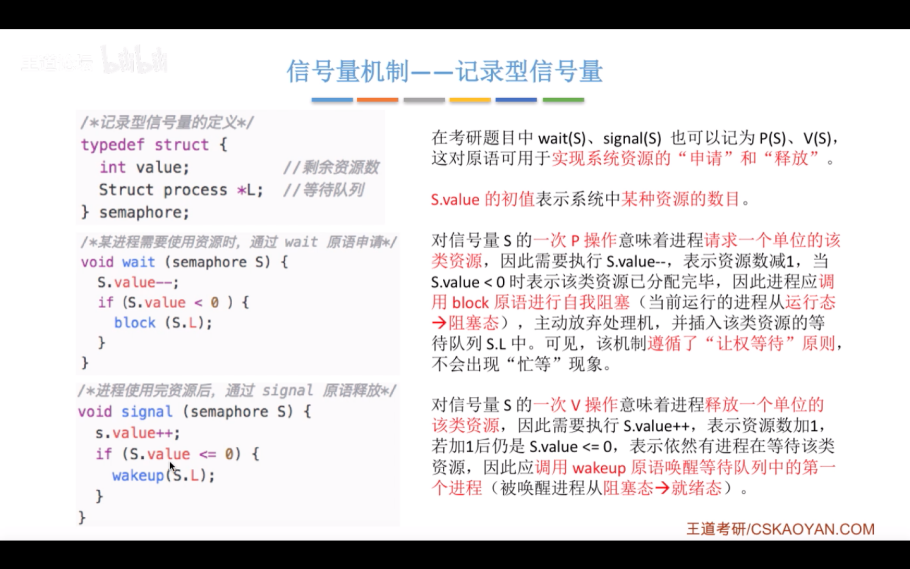 信号量机制——记录型信号量
/*记录型信号量的定义*/
typedef struct {
int value; //剩余资源数
Struct process *L; //等待队列
} semaphore;
/*某进程需要使用资源时，通过 wait 原语申请*/
void wait (semaphore S) {
S.value--;
if (S.value < 0 ) {
block (S.L);
}
}
/*进程使用完资源后，通过 signal 原语释放*/
void signal (semaphore S) {
s.value++;
if (S.value <= 0) {
wakeup(S.L);
}
}
在考研题目中 wait(S)、signal(S) 也可以记为 P(S)、V(S)，
这对原语可用于实现系统资源的“申请”和“释放”。
S.value 的初值表示系统中某种资源的数目。
对信号量 S 的一次 P 操作意味着进程请求一个单位的该
类资源，因此需要执行 S.value--，表示资源数减1，当
S.value < 0 时表示该类资源已分配完毕，因此进程应调
用 block 原语进行自我阻塞（当前运行的进程从运行态
→阻塞态），主动放弃处理机，并插入该类资源的等
待队列 S.L 中。可见，该机制遵循了“让权等待”原则，
不会出现“忙等”现象。
对信号量 S 的一次 V 操作意味着进程释放一个单位的
该类资源，因此需要执行 S.value++，表示资源数加1，
若加1后仍是 S.value <= 0，表示依然有进程在等待该类
资源，因此应调用 wakeup 原语唤醒等待队列中的第一
个进程（被唤醒进程从阻塞态→就绪态）。
王道考研/CSKAOYAN.COM